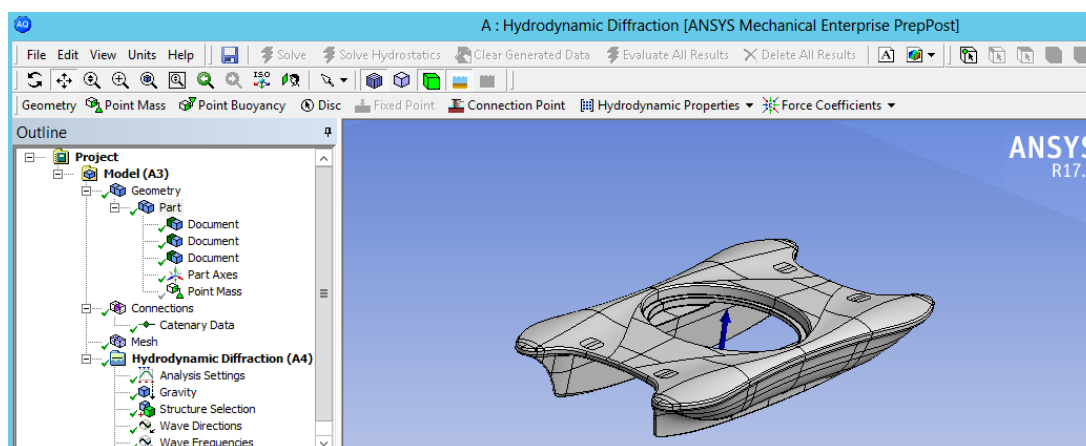 AQ
A : Hydrodynamic Diffraction [ANSYS Mechanical Enterprise PrepPost]
File Edit View Units Help Solve Solve Hydrostatics Clear Generated Data Evaluate All Results Delete All Results A
ISO
Geometry Point Mass Point Buoyancy Disc Fixed Point Connection Point Hydrodynamic Properties Force Coefficients
Outline
Project
Model (A3)
Geometry
Part
Document
Document
Document
Part Axes
Point Mass
Connections
Catenary Data
Mesh
Hydrodynamic Diffraction (A4)
Analysis Settings
Gravity
Structure Selection
Wave Directions
Wave Frequencies
ANSYS
R17.